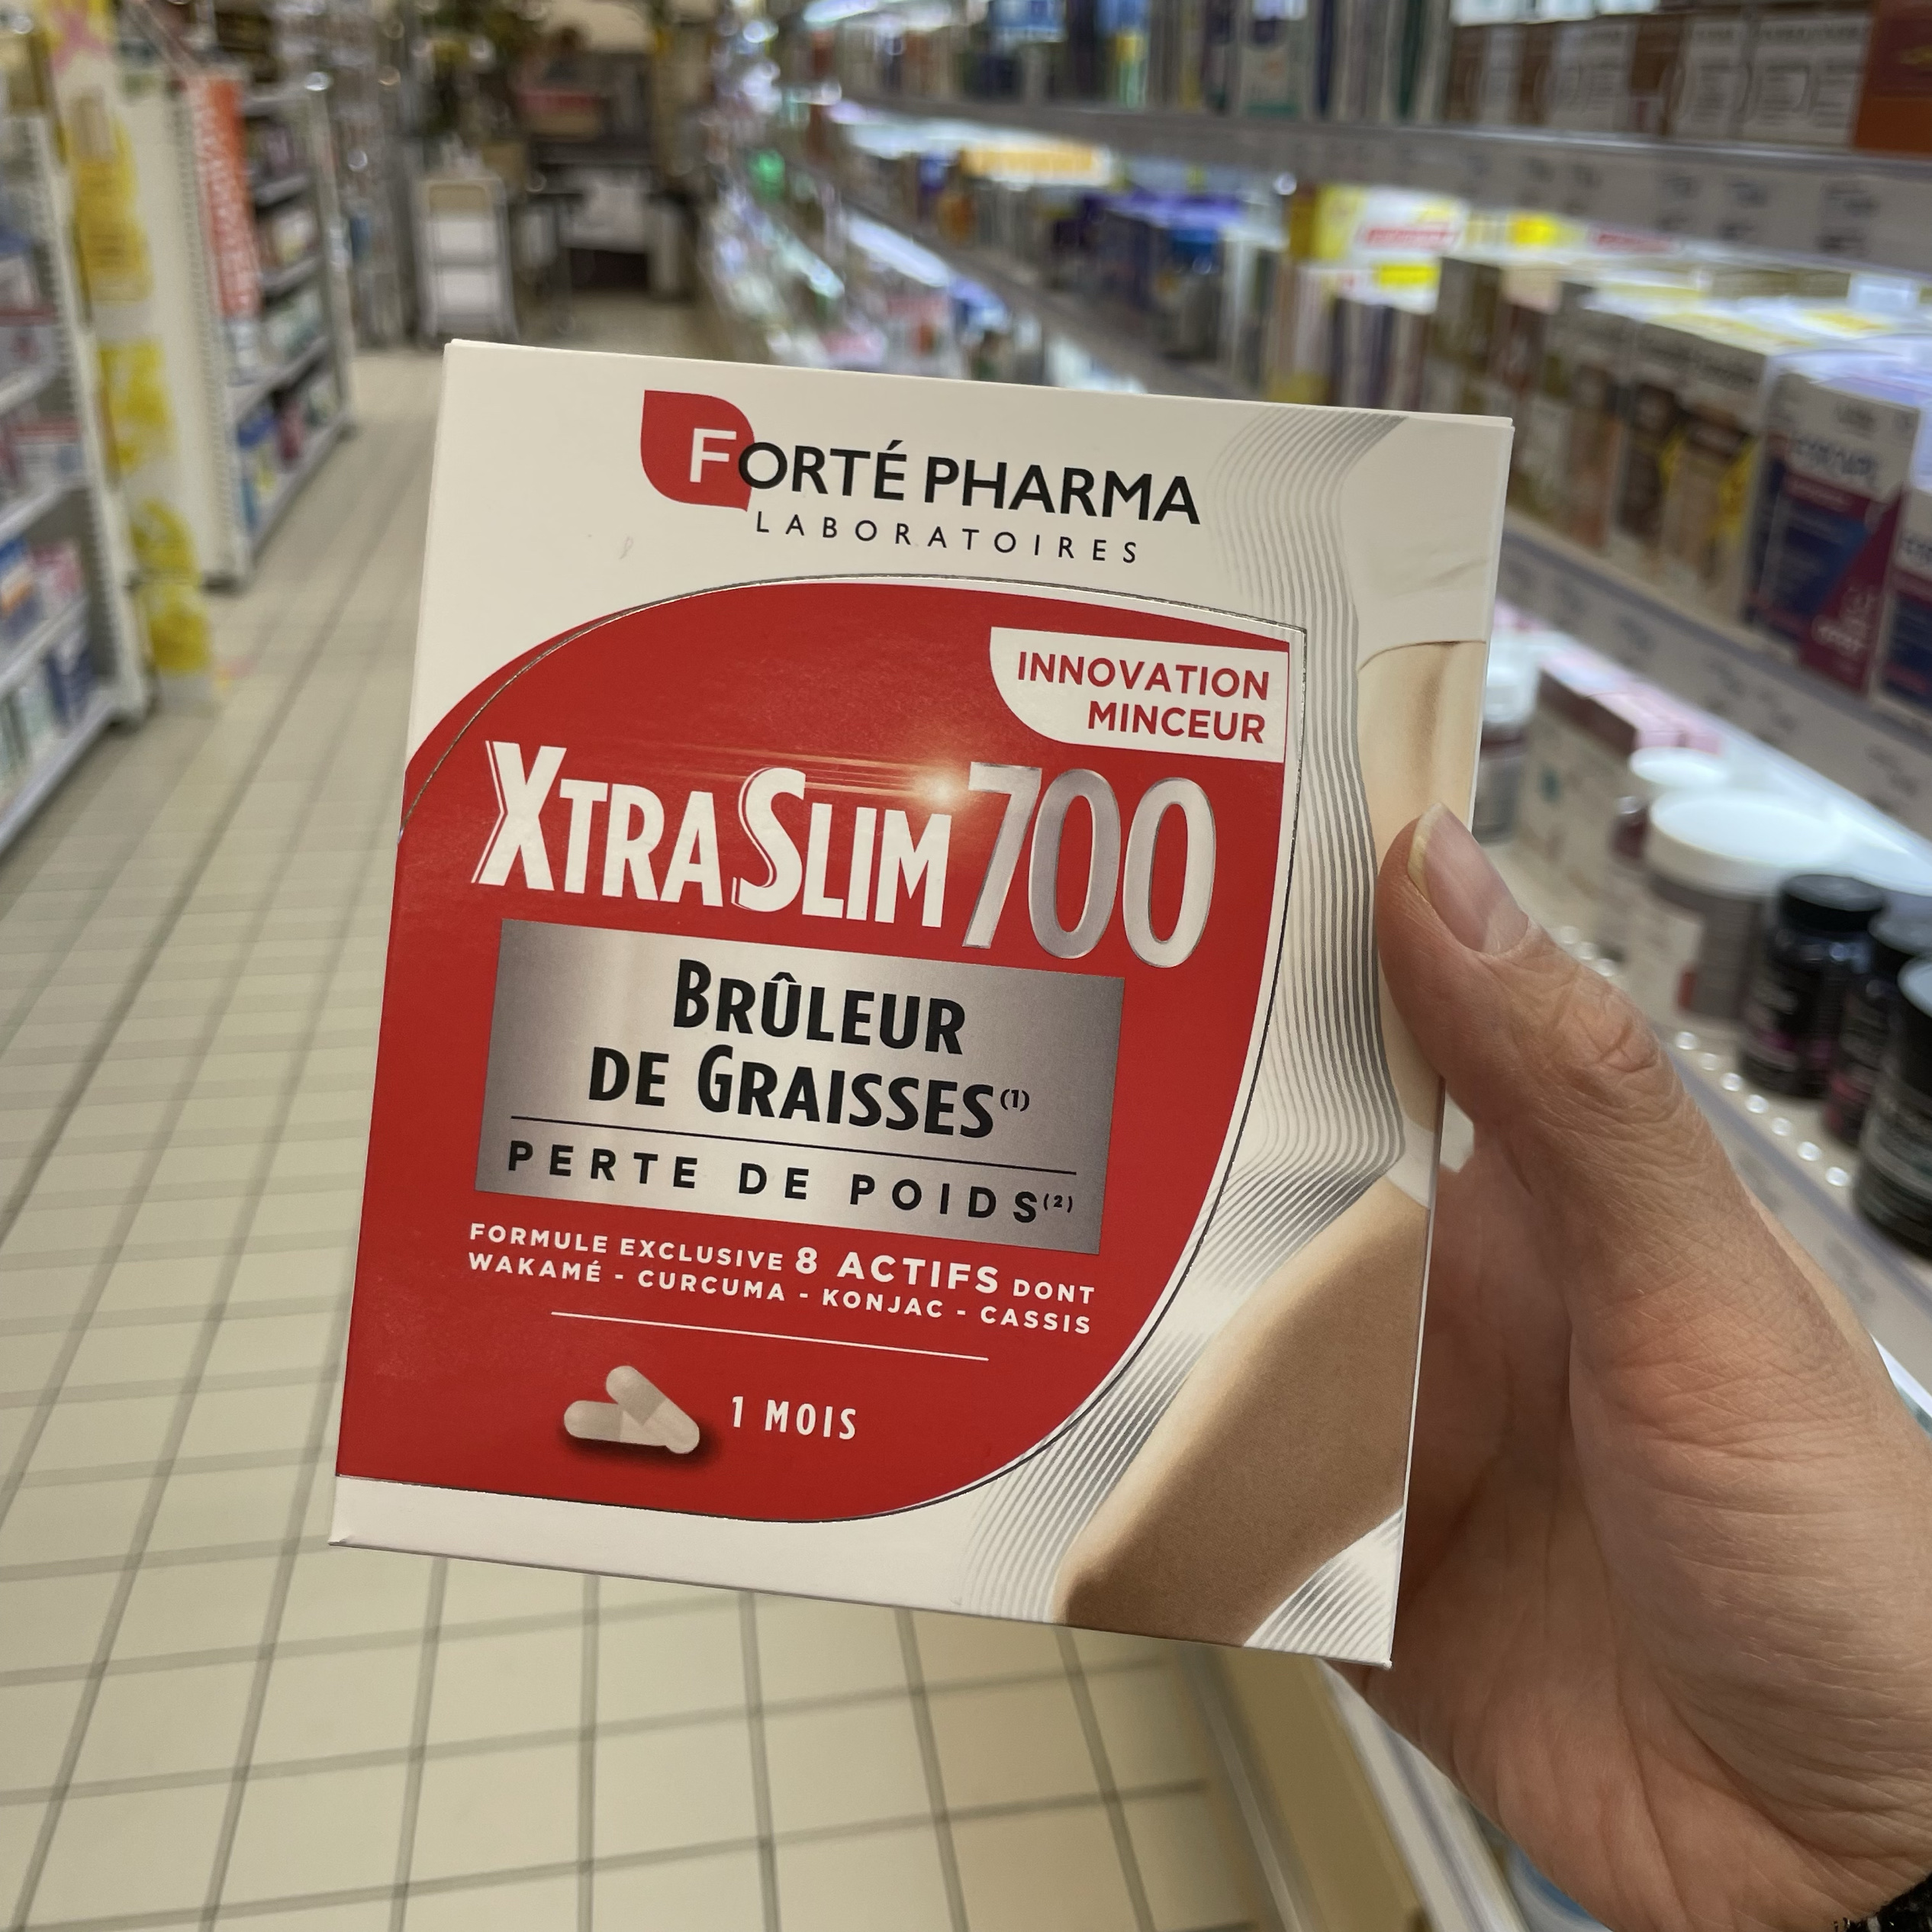 FORTÉ PHARMA
LABORATOIRES
INNOVATION
MINCEUR
XTRASLIM 700
BRÛLEUR
DE GRAISSES(1)
PERTE DE POIDS(2)
FORMULE EXCLUSIVE 8 ACTIFS DONT
WAKAMÉ - CURCUMA - KONJAC - CASSIS
1 MOIS